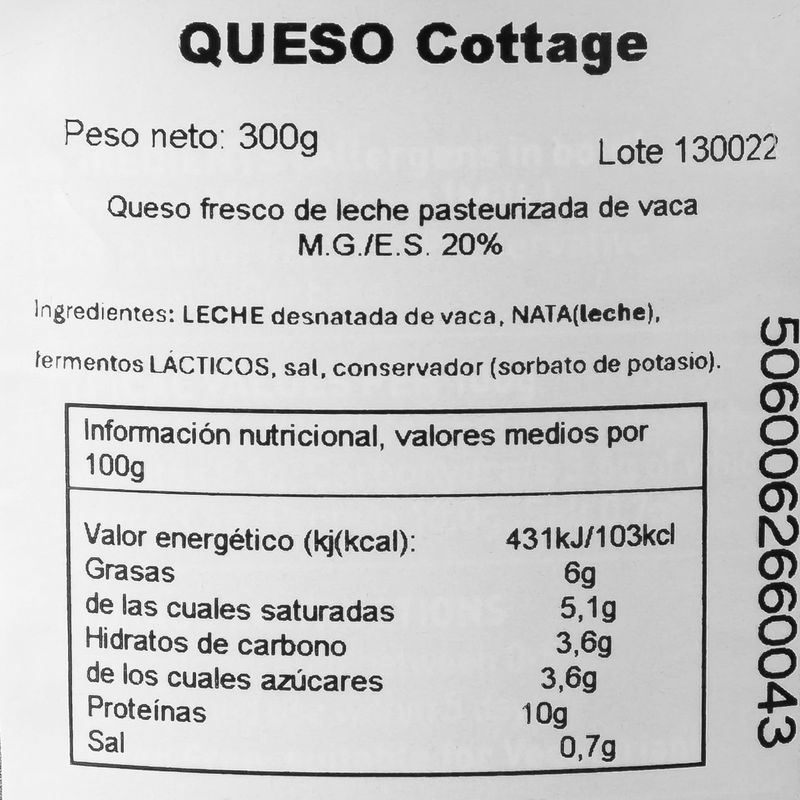 QUESO Cottage
Peso neto: 300g
Lote 130022
Queso fresco de leche pasteurizada de vaca
M.G./E.S. 20%
Ingredientes: LECHE desnatada de vaca, NATA(leche),
fermentos LÁCTICOS, sal, conservador (sorbato de potasio).
Información nutricional, valores medios por
100g
Valor energético (kj(kcal): 431kJ/103kcl
Grasas 6g
de las cuales saturadas 5,1g
Hidratos de carbono 3,6g
de los cuales azúcares 3,6g
Proteínas 10g
Sal 0,7g
5060062660043